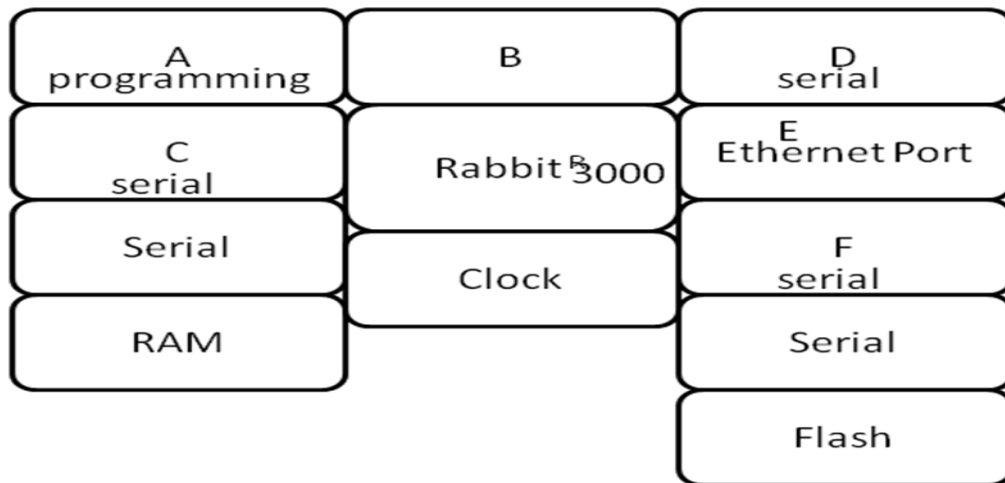 A
programming
B
D
serial
C
serial
Rabbit R 3000
E
Ethernet Port
Serial
Clock
F
serial
RAM
Serial
Flash